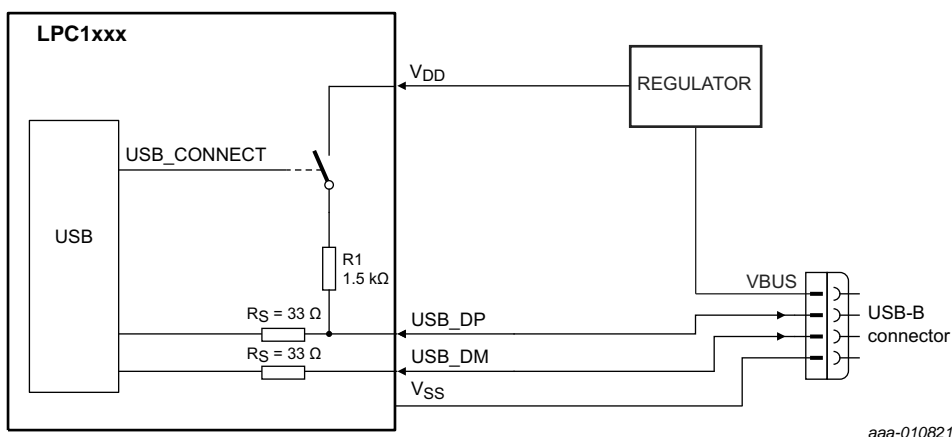 LPC1xxx
VDD
REGULATOR
USB_CONNECT
USB
R1
1.5 kΩ
VBUS
RS = 33 Ω
USB_DP
USB-B
connector
RS = 33 Ω
USB_DM
VSS
aaa-010821